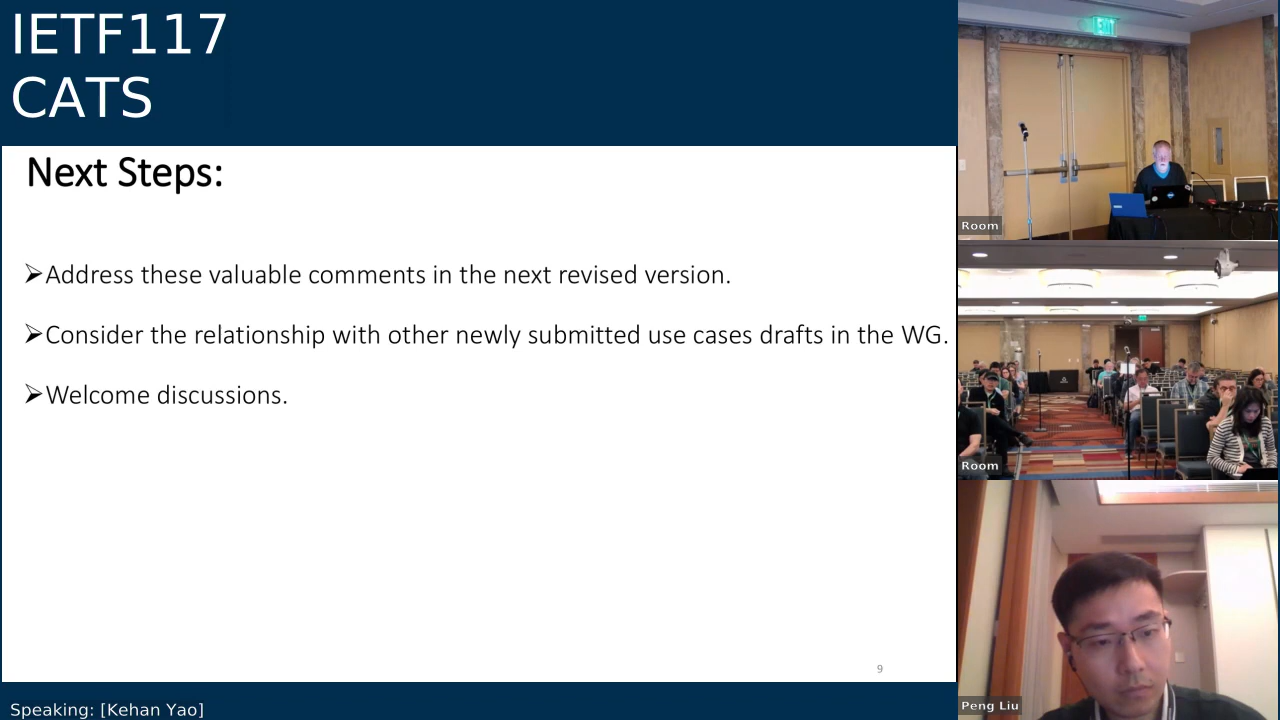 IETF117
CATS
Next Steps:
➢Address these valuable comments in the next revised version.
➢Consider the relationship with other newly submitted use cases drafts in the WG.
➢Welcome discussions.
9
Speaking: [Kehan Yao]
EXIT
Room
Room
Peng Liu